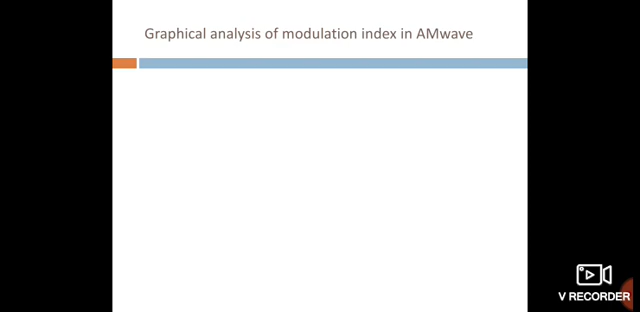 Graphical analysis of modulation index in AMwave
V RECORDER